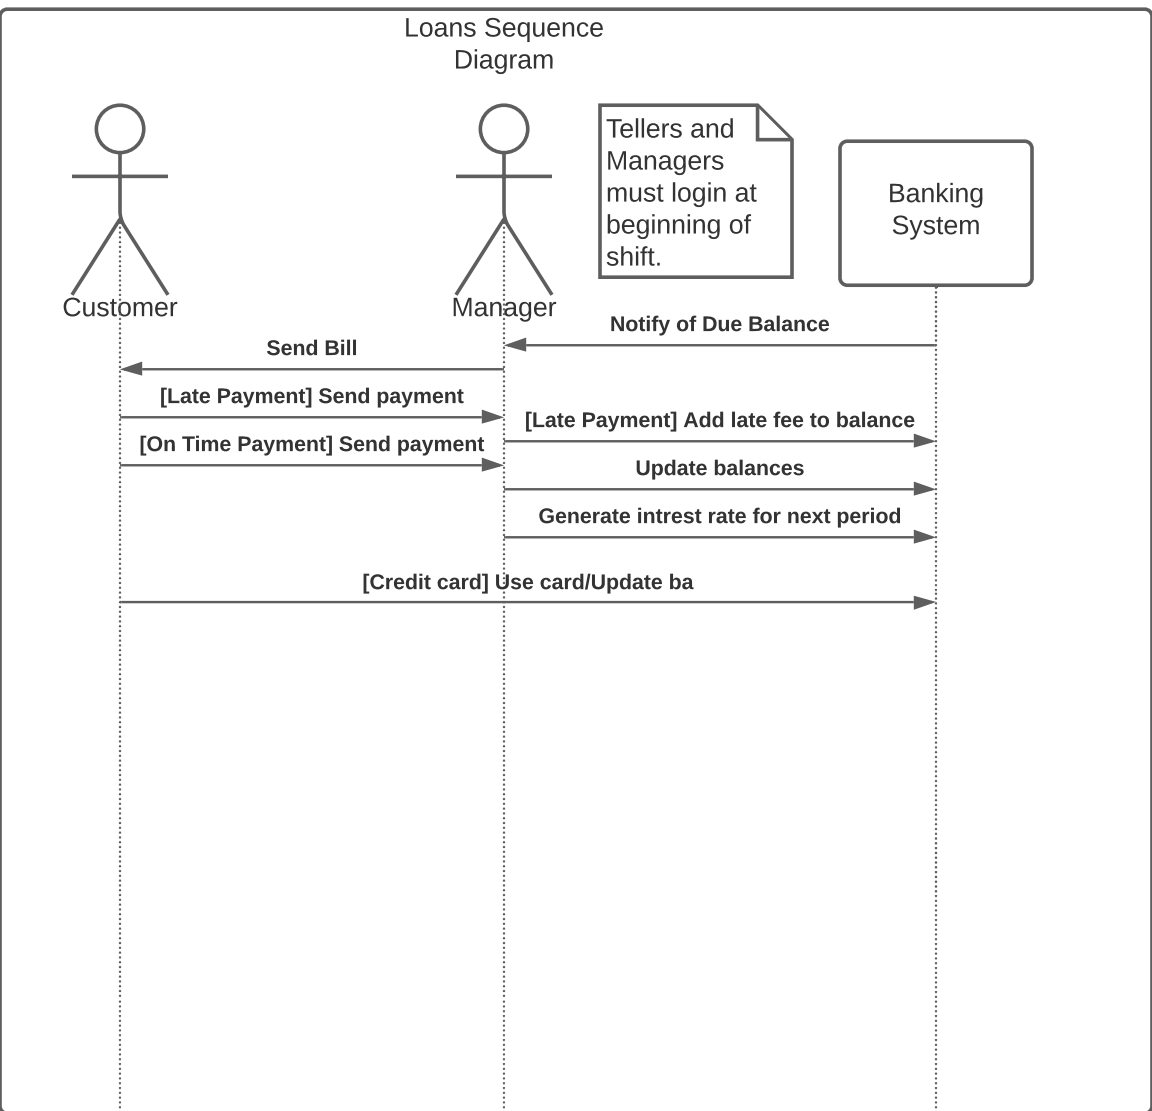 Loans Sequence
Diagram
Tellers and
Managers
must login at
beginning of
shift.
Banking
System
Customer
Manager
Notify of Due Balance
Send Bill
[Late Payment] Send payment
[Late Payment] Add late fee to balance
[On Time Payment] Send payment
Update balances
Generate intrest rate for next period
[Credit card] Use card/Update ba